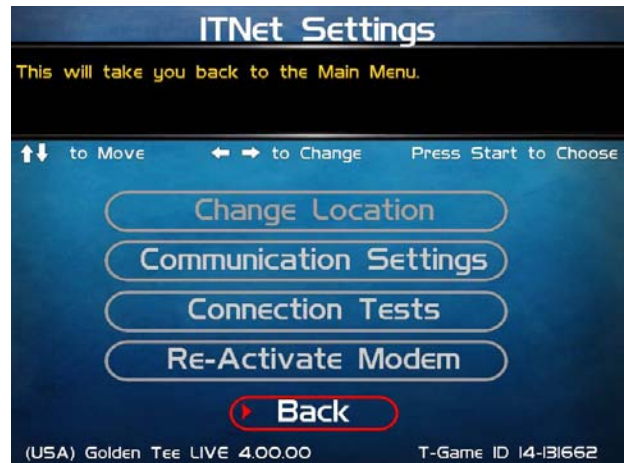 ITNet Settings
This will take you back to the Main Menu.
to Move to Change Press Start to Choose
Change Location
Communication Settings
Connection Tests
Re-Activate Modem
Back
(USA) Golden Tee LIVE 4.00.00 T-Game ID 14-131662